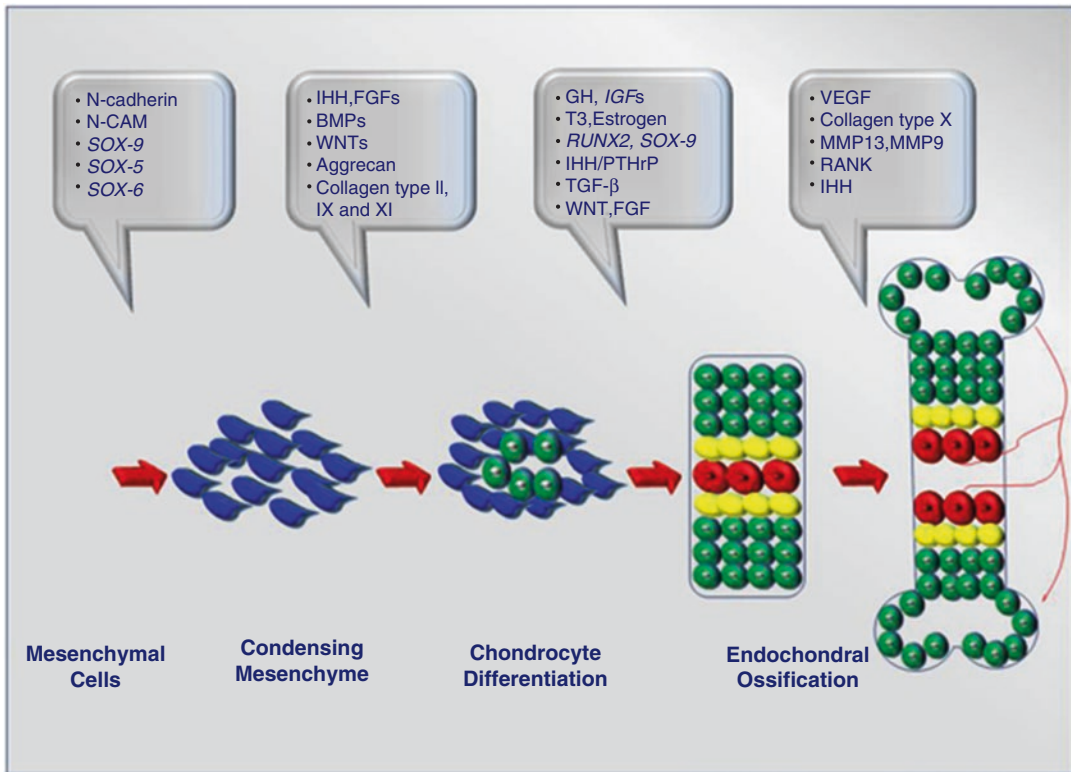 • N-cadherin
• N-CAM
• SOX-9
• SOX-5
• SOX-6
• IHH,FGFs
• BMPs
• WNTs
• Aggrecan
• Collagen type II,
IX and XI
• GH, IGFs
• T3,Estrogen
• RUNX2, SOX-9
• IHH/PTHrP
• TGF-β
• WNT,FGF
• VEGF
• Collagen type X
• MMP13,MMP9
• RANK
• IHH
Mesenchymal
Cells
Condensing
Mesenchyme
Chondrocyte
Differentiation
Endochondral
Ossification